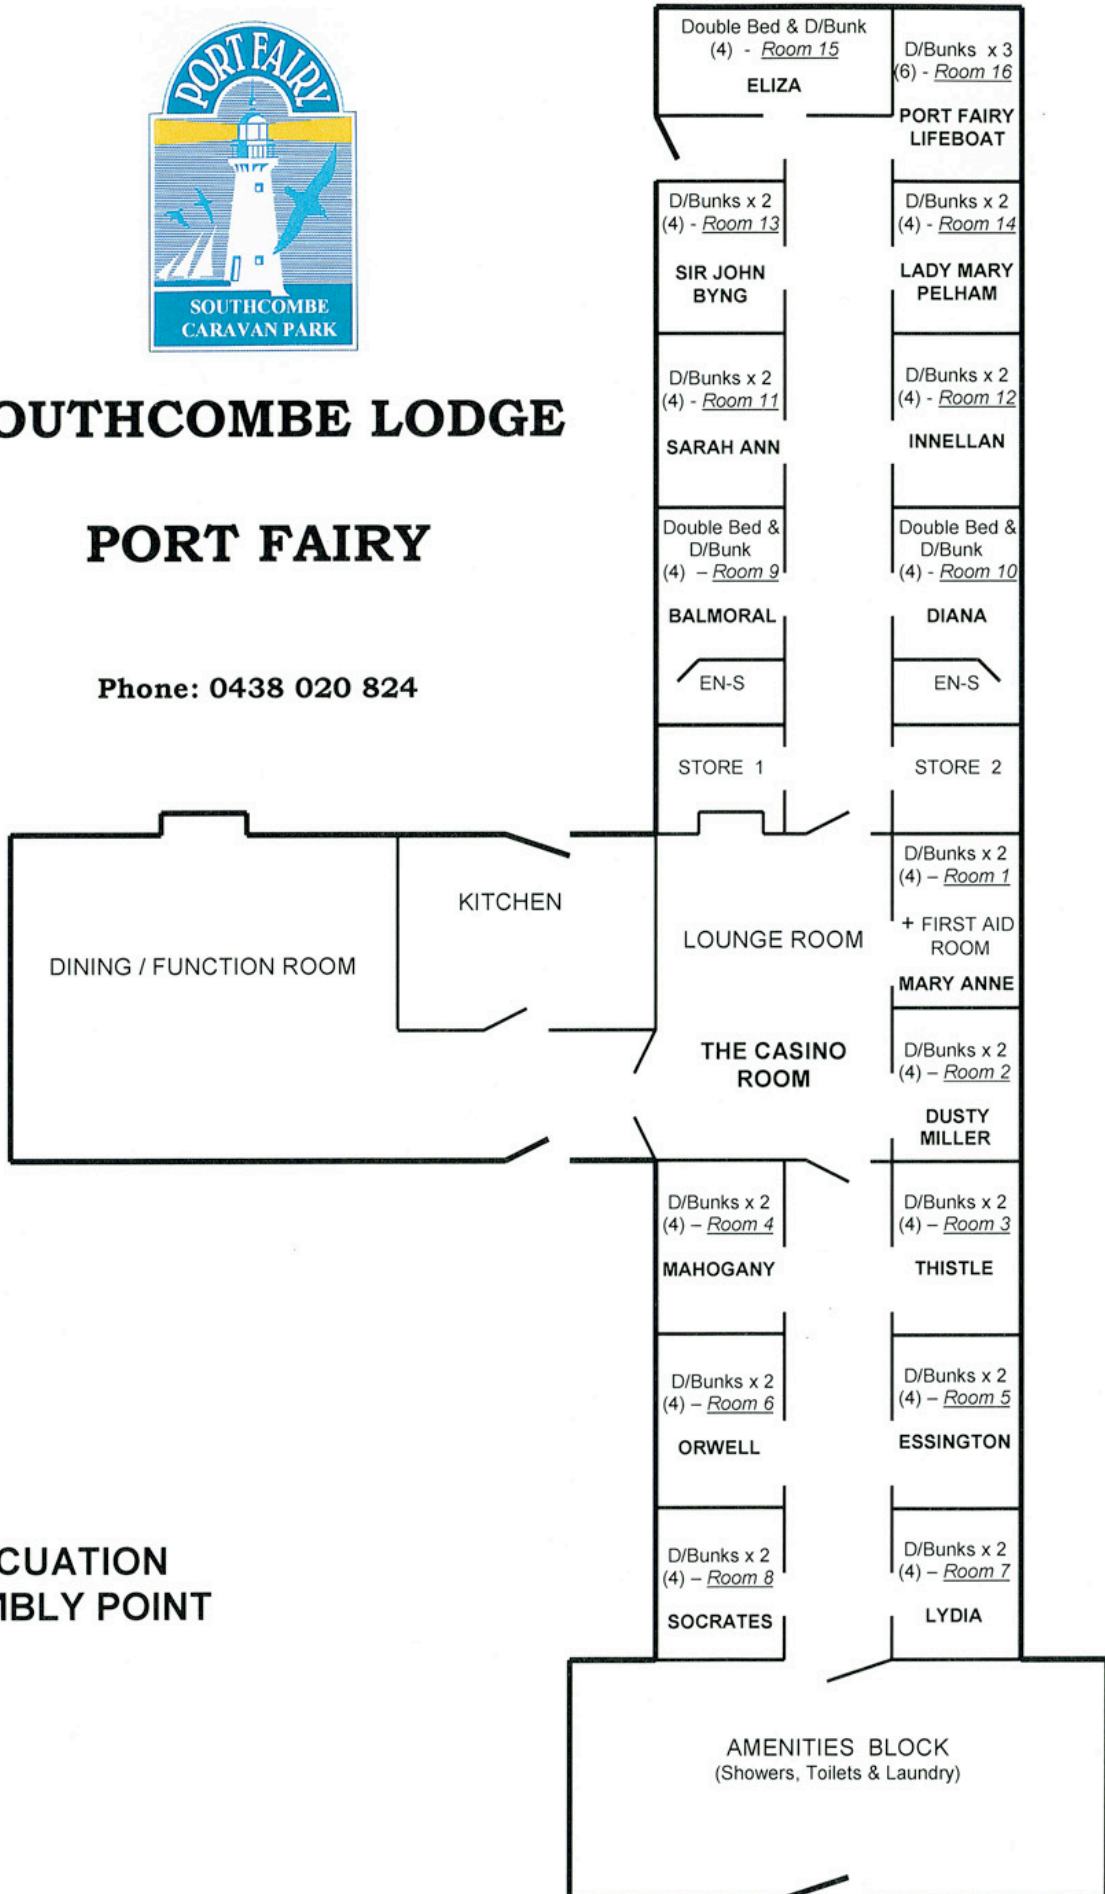 PORT FAIRY
SOUTHCOMBE
CARAVAN PARK
OUTHCOMBE LODGE
PORT FAIRY
Phone: 0438 020 824
Double Bed & D/Bunk
(4) - Room 15
ELIZA
D/Bunks x 3
(6) - Room 16
PORT FAIRY
LIFEBOAT
D/Bunks x 2
(4) - Room 13
SIR JOHN
BYNG
D/Bunks x 2
(4) - Room 14
LADY MARY
PELHAM
D/Bunks x 2
(4) - Room 11
SARAH ANN
D/Bunks x 2
(4) - Room 12
INNELLAN
Double Bed &
D/Bunk
(4) – Room 9
BALMORAL
Double Bed &
D/Bunk
(4) - Room 10
DIANA
EN-S
EN-S
STORE 1
STORE 2
DINING / FUNCTION ROOM
KITCHEN
LOUNGE ROOM
THE CASINO
ROOM
D/Bunks x 2
(4) – Room 1
+ FIRST AID
ROOM
MARY ANNE
D/Bunks x 2
(4) – Room 2
DUSTY
MILLER
D/Bunks x 2
(4) – Room 4
MAHOGANY
D/Bunks x 2
(4) – Room 3
THISTLE
D/Bunks x 2
(4) – Room 6
ORWELL
D/Bunks x 2
(4) – Room 5
ESSINGTON
D/Bunks x 2
(4) – Room 8
SOCRATES
D/Bunks x 2
(4) – Room 7
LYDIA
CUATION
MBLY POINT
AMENITIES BLOCK
(Showers, Toilets & Laundry)